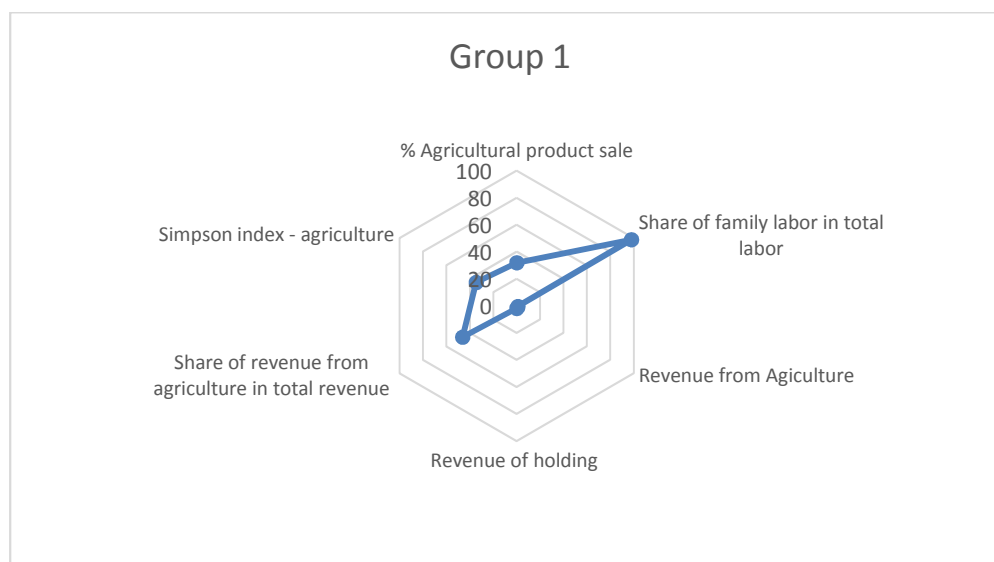 Group 1
% Agricultural product sale
100
80
60
40
20
0
Share of family labor in total
labor
Revenue from Agiculture
Revenue of holding
Share of revenue from
agriculture in total revenue
Simpson index - agriculture